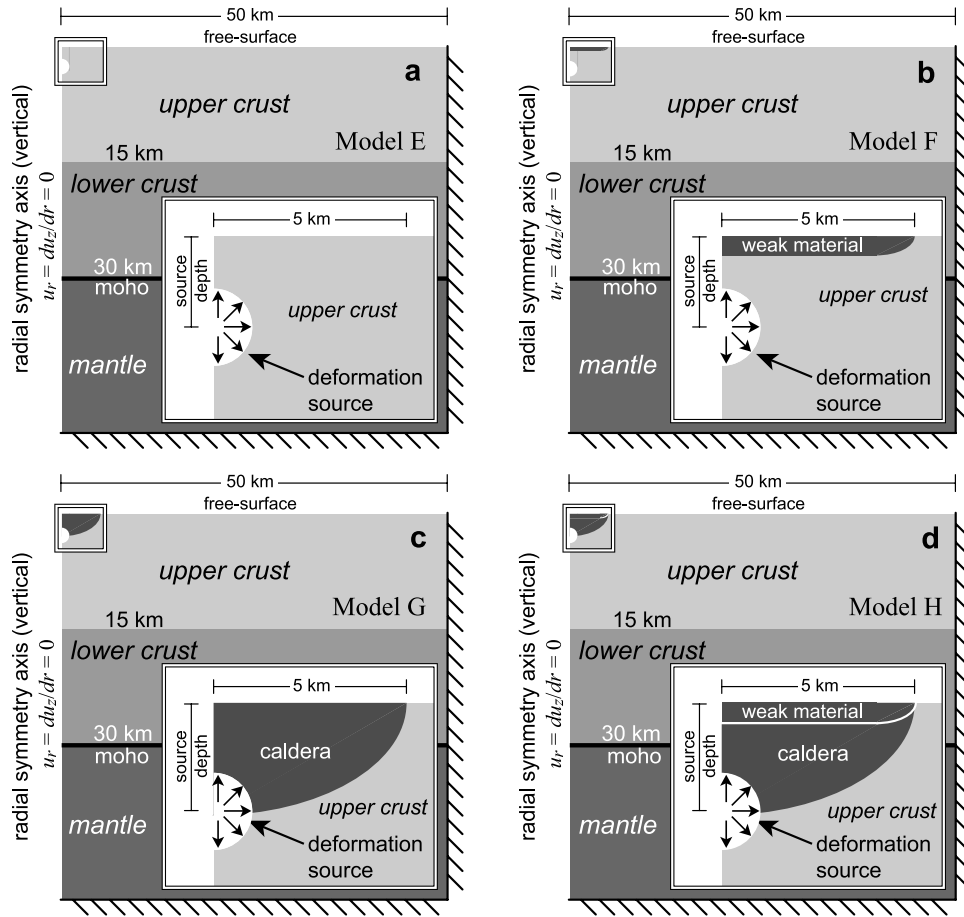 50 km
free-surface
a
upper crust
Model E
15 km
lower crust
radial symmetry axis (vertical)
u_r = du_z/dr = 0
5 km
source
depth
30 km
moho
upper crust
mantle
deformation
source
50 km
free-surface
b
upper crust
Model F
15 km
lower crust
radial symmetry axis (vertical)
u_r = du_z/dr = 0
5 km
weak material
source
depth
30 km
moho
upper crust
mantle
deformation
source
50 km
free-surface
c
upper crust
Model G
15 km
lower crust
radial symmetry axis (vertical)
u_r = du_z/dr = 0
5 km
source
depth
30 km
moho
caldera
upper crust
mantle
deformation
source
50 km
free-surface
d
upper crust
Model H
15 km
lower crust
radial symmetry axis (vertical)
u_r = du_z/dr = 0
5 km
weak material
source
depth
30 km
moho
caldera
upper crust
mantle
deformation
source